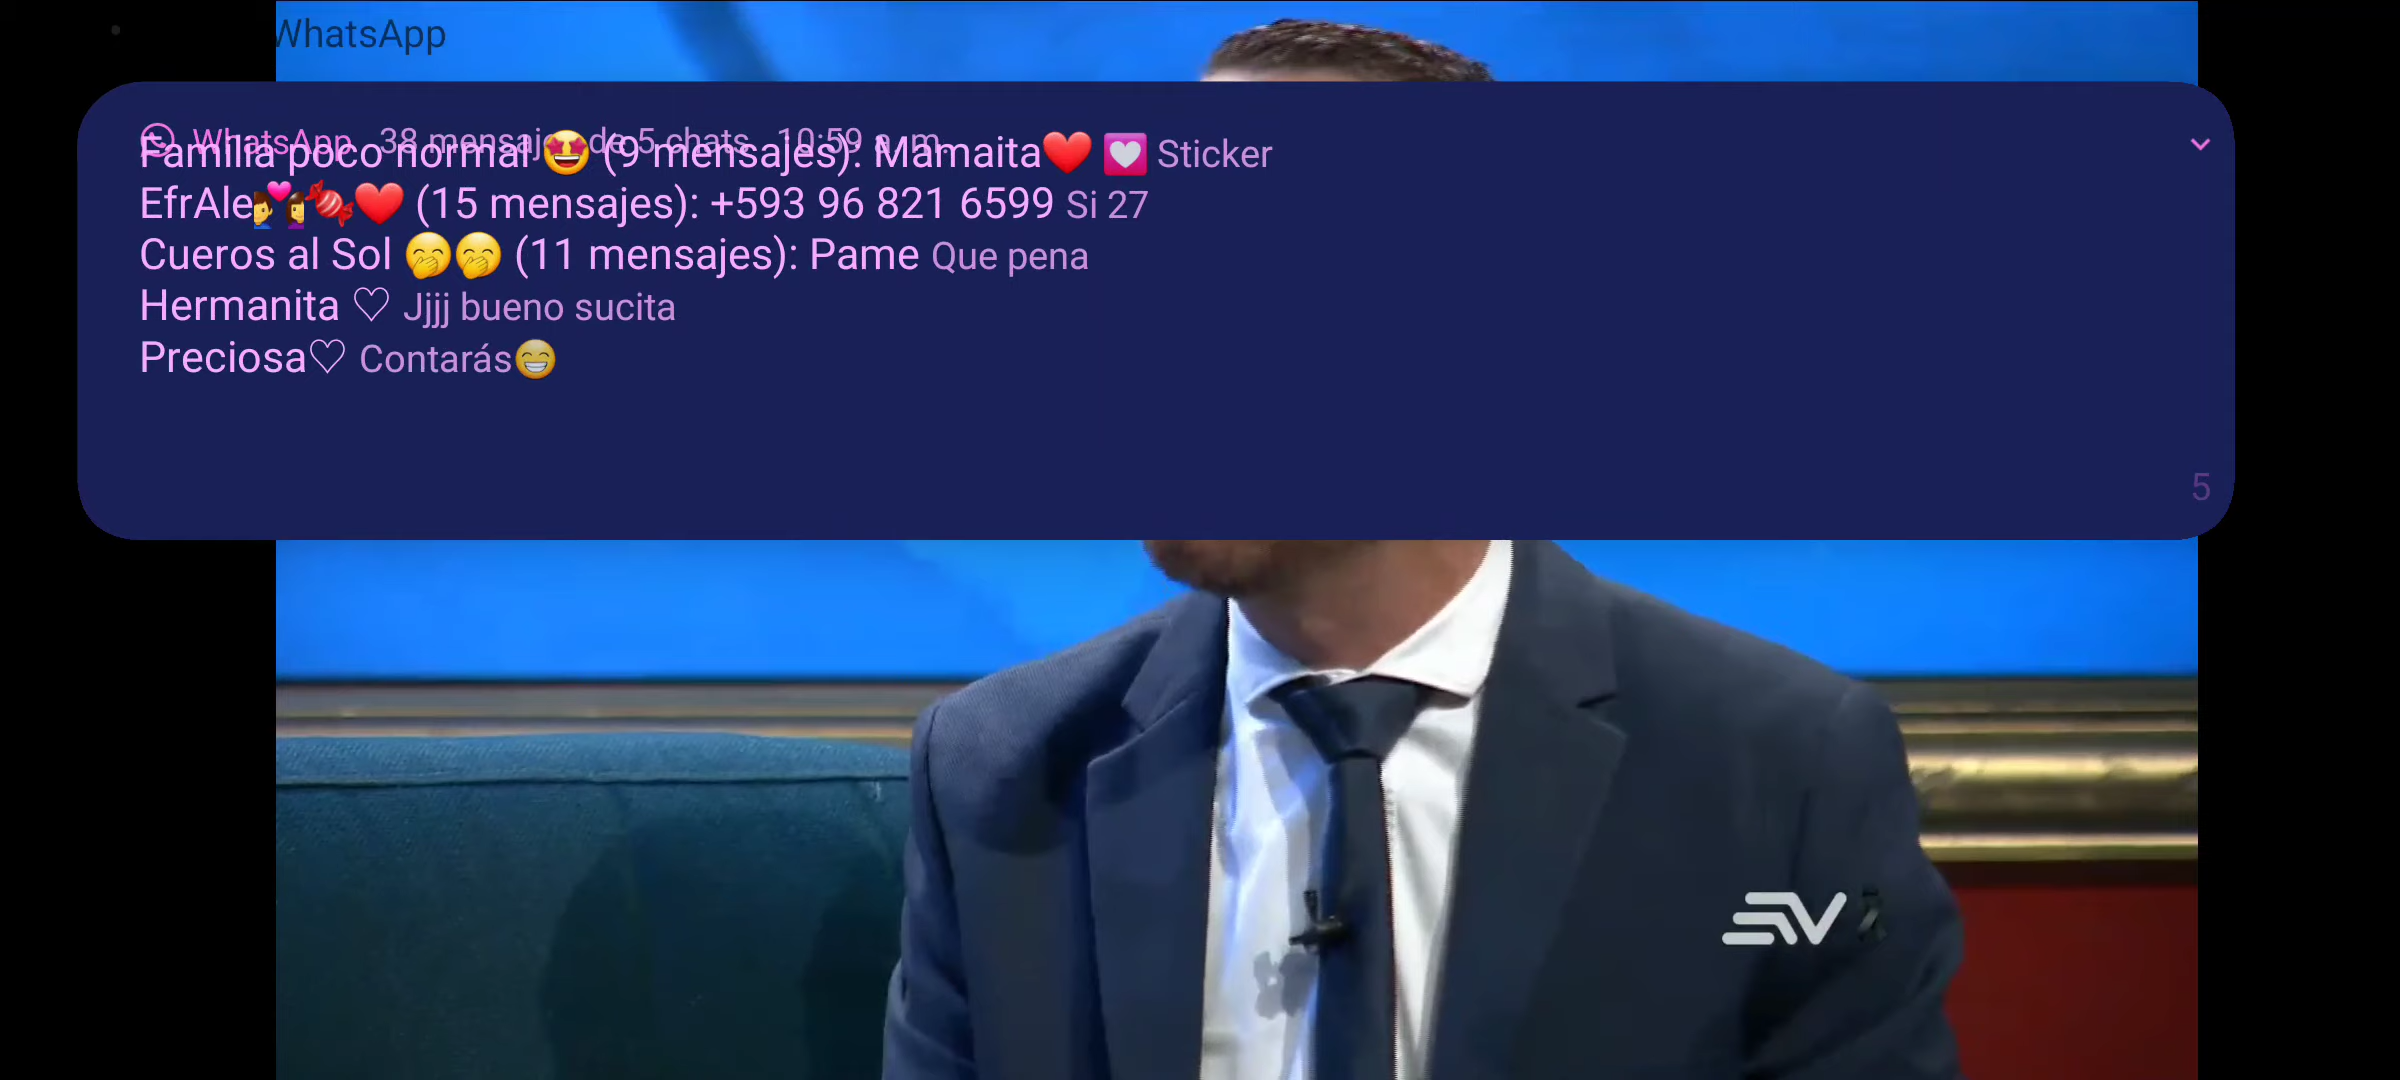 WhatsApp
WhatsApp 38 mensajes de 5 chats 10:59 a. m.
Familia poco normal 🤩 (9 mensajes): Mamaita❤️ 💟 Sticker
EfrAle💑🍬❤️ (15 mensajes): +593 96 821 6599 Si 27
Cueros al Sol 🤭🤭 (11 mensajes): Pame Que pena
Hermanita ♡ Jjjj bueno sucita
Preciosa♡ Contarás😁
5
EV